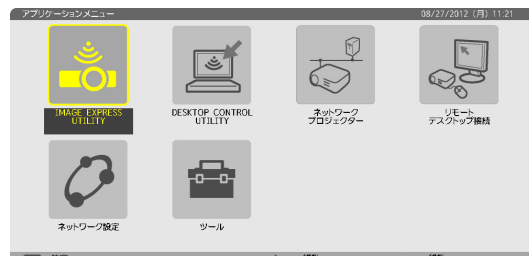 アプリケーションメニュー
08/27/2012 (月) 11:21
IMAGE EXPRESS
UTILITY
DESKTOP CONTROL
UTILITY
ネットワーク
プロジェクター
リモート
デスクトップ接続
ネットワーク設定
ツール